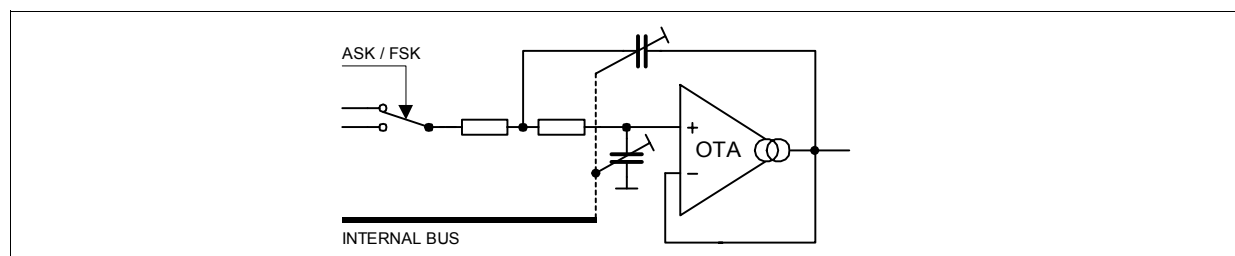 ASK / FSK
+
OTA
–
INTERNAL BUS